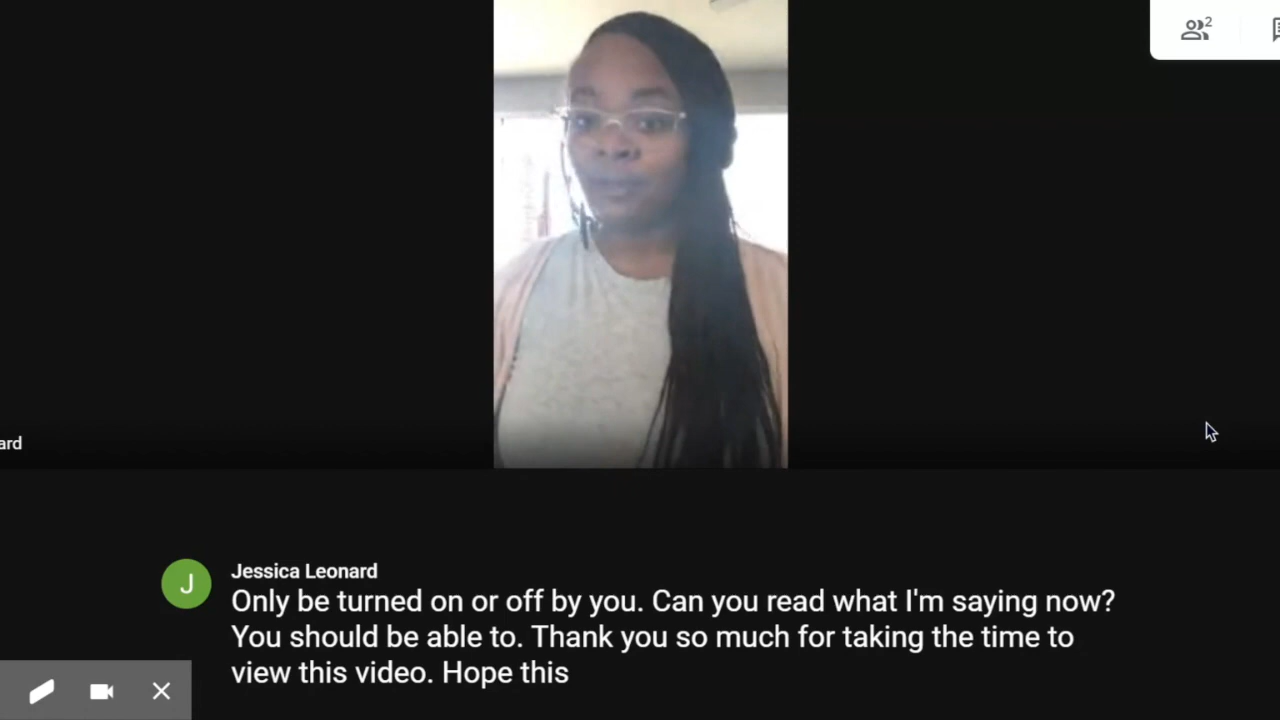 2
ard
J
Jessica Leonard
Only be turned on or off by you. Can you read what I'm saying now?
You should be able to. Thank you so much for taking the time to
view this video. Hope this